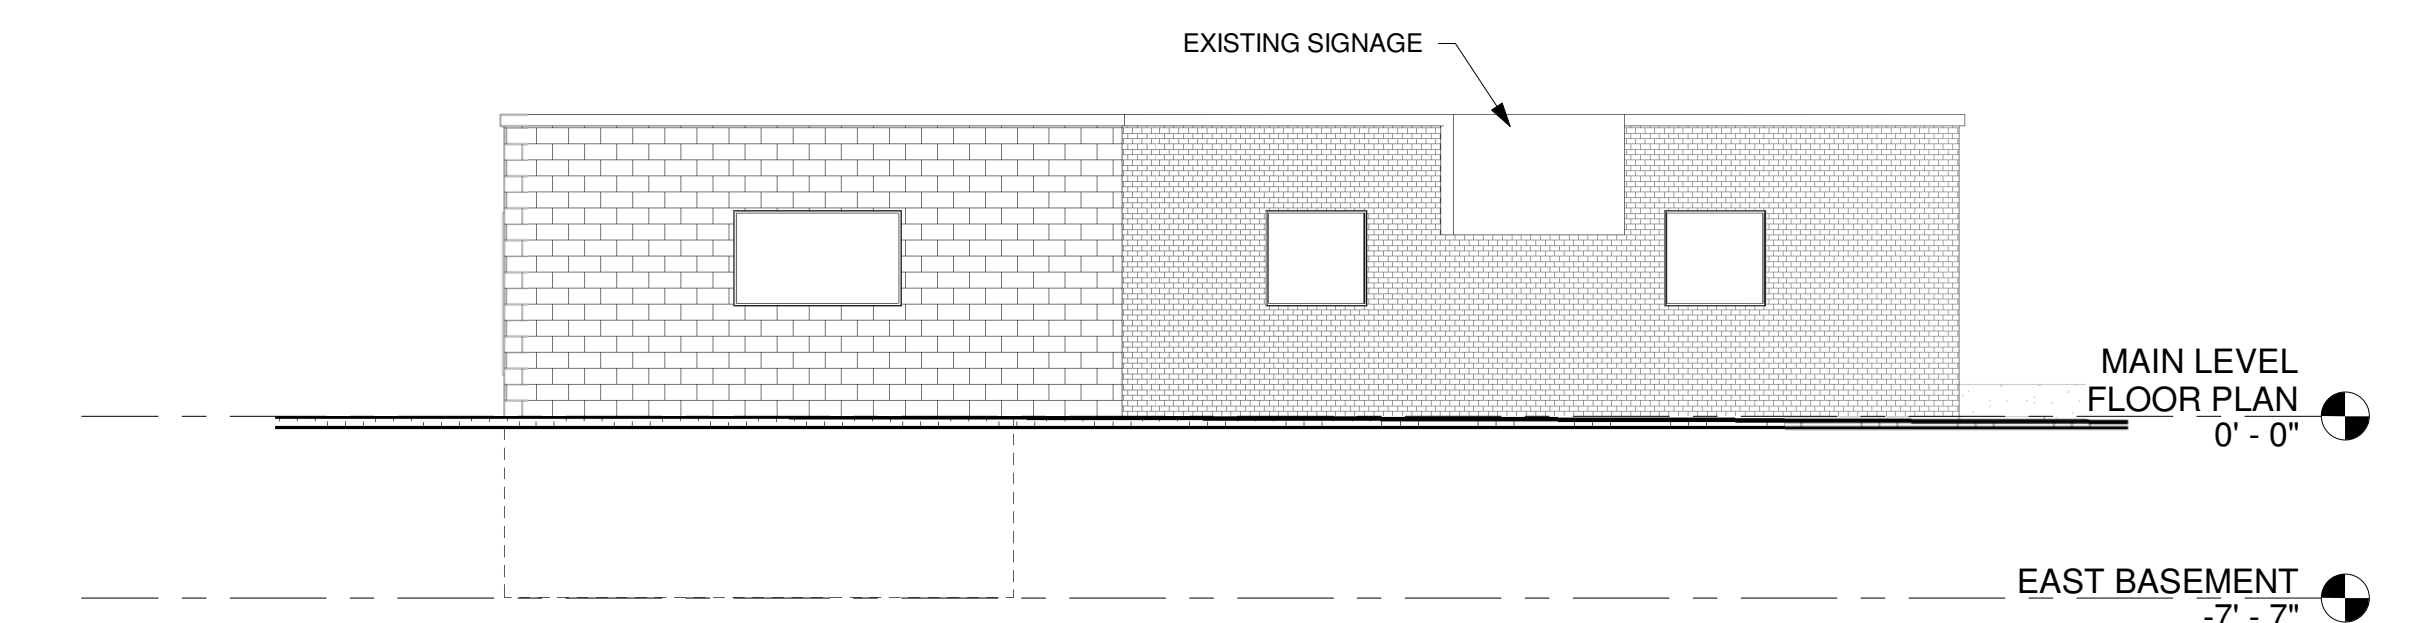 EXISTING SIGNAGE
MAIN LEVEL
FLOOR PLAN
0' - 0"
EAST BASEMENT
-7' - 7"